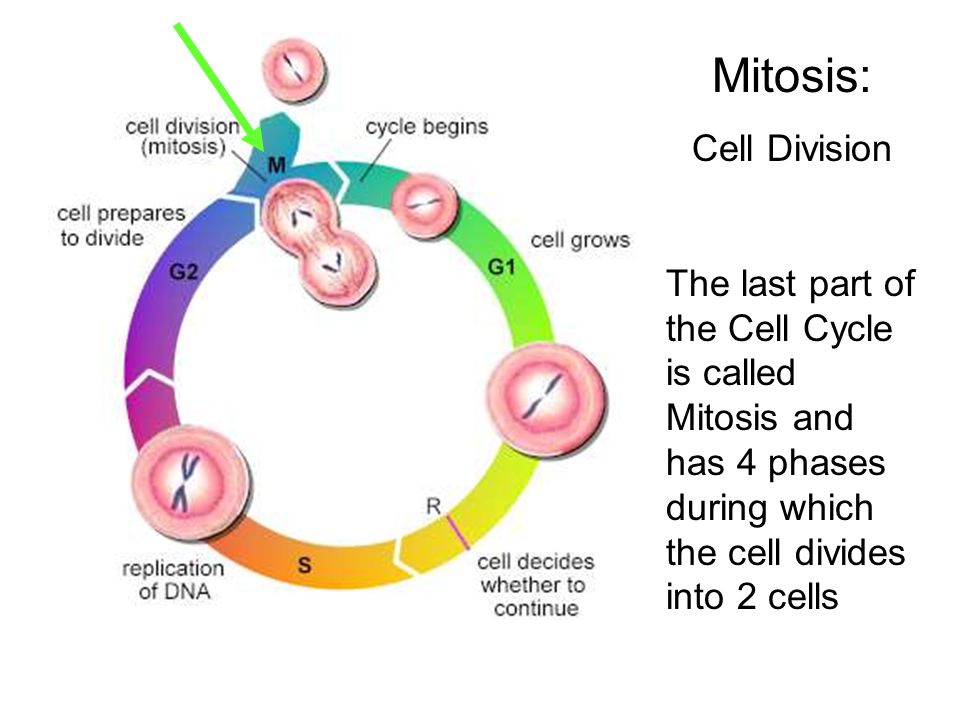 Mitosis:
Cell Division
The last part of
the Cell Cycle
is called
Mitosis and
has 4 phases
during which
the cell divides
into 2 cells
cell division
(mitosis)
M
cycle begins
cell prepares
to divide
G2
cell grows
G1
R
cell decides
whether to
continue
S
replication
of DNA